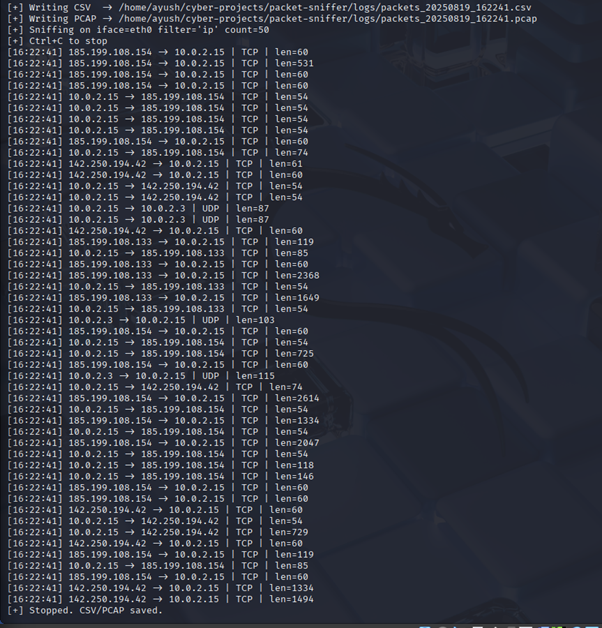 [+] Writing CSV → /home/ayush/cyber-projects/packet-sniffer/logs/packets_20250819_162241.csv
[+] Writing PCAP → /home/ayush/cyber-projects/packet-sniffer/logs/packets_20250819_162241.pcap
[+] Sniffing on iface=eth0 filter='ip' count=50
[+] Ctrl+C to stop
[16:22:41] 185.199.108.154 → 10.0.2.15 | TCP | len=60
[16:22:41] 185.199.108.154 → 10.0.2.15 | TCP | len=531
[16:22:41] 185.199.108.154 → 10.0.2.15 | TCP | len=60
[16:22:41] 185.199.108.154 → 10.0.2.15 | TCP | len=60
[16:22:41] 10.0.2.15 → 185.199.108.154 | TCP | len=54
[16:22:41] 10.0.2.15 → 185.199.108.154 | TCP | len=54
[16:22:41] 10.0.2.15 → 185.199.108.154 | TCP | len=54
[16:22:41] 10.0.2.15 → 185.199.108.154 | TCP | len=54
[16:22:41] 185.199.108.154 → 10.0.2.15 | TCP | len=60
[16:22:41] 10.0.2.15 → 185.199.108.154 | TCP | len=74
[16:22:41] 142.250.194.42 → 10.0.2.15 | TCP | len=61
[16:22:41] 142.250.194.42 → 10.0.2.15 | TCP | len=60
[16:22:41] 10.0.2.15 → 142.250.194.42 | TCP | len=54
[16:22:41] 10.0.2.15 → 142.250.194.42 | TCP | len=54
[16:22:41] 10.0.2.15 → 10.0.2.3 | UDP | len=87
[16:22:41] 10.0.2.15 → 10.0.2.3 | UDP | len=87
[16:22:41] 142.250.194.42 → 10.0.2.15 | TCP | len=60
[16:22:41] 185.199.108.133 → 10.0.2.15 | TCP | len=119
[16:22:41] 10.0.2.15 → 185.199.108.133 | TCP | len=85
[16:22:41] 185.199.108.133 → 10.0.2.15 | TCP | len=60
[16:22:41] 185.199.108.133 → 10.0.2.15 | TCP | len=2368
[16:22:41] 10.0.2.15 → 185.199.108.133 | TCP | len=54
[16:22:41] 185.199.108.133 → 10.0.2.15 | TCP | len=1649
[16:22:41] 10.0.2.15 → 185.199.108.133 | TCP | len=54
[16:22:41] 10.0.2.3 → 10.0.2.15 | UDP | len=103
[16:22:41] 185.199.108.154 → 10.0.2.15 | TCP | len=60
[16:22:41] 10.0.2.15 → 185.199.108.154 | TCP | len=54
[16:22:41] 10.0.2.15 → 185.199.108.154 | TCP | len=725
[16:22:41] 185.199.108.154 → 10.0.2.15 | TCP | len=60
[16:22:41] 10.0.2.3 → 10.0.2.15 | UDP | len=115
[16:22:41] 10.0.2.15 → 142.250.194.42 | TCP | len=74
[16:22:41] 185.199.108.154 → 10.0.2.15 | TCP | len=2614
[16:22:41] 10.0.2.15 → 185.199.108.154 | TCP | len=54
[16:22:41] 185.199.108.154 → 10.0.2.15 | TCP | len=1334
[16:22:41] 10.0.2.15 → 185.199.108.154 | TCP | len=54
[16:22:41] 185.199.108.154 → 10.0.2.15 | TCP | len=2047
[16:22:41] 10.0.2.15 → 185.199.108.154 | TCP | len=54
[16:22:41] 10.0.2.15 → 185.199.108.154 | TCP | len=118
[16:22:41] 10.0.2.15 → 185.199.108.154 | TCP | len=146
[16:22:41] 185.199.108.154 → 10.0.2.15 | TCP | len=60
[16:22:41] 185.199.108.154 → 10.0.2.15 | TCP | len=60
[16:22:41] 142.250.194.42 → 10.0.2.15 | TCP | len=60
[16:22:41] 10.0.2.15 → 142.250.194.42 | TCP | len=54
[16:22:41] 10.0.2.15 → 142.250.194.42 | TCP | len=729
[16:22:41] 142.250.194.42 → 10.0.2.15 | TCP | len=60
[16:22:41] 185.199.108.154 → 10.0.2.15 | TCP | len=119
[16:22:41] 10.0.2.15 → 185.199.108.154 | TCP | len=85
[16:22:41] 185.199.108.154 → 10.0.2.15 | TCP | len=60
[16:22:41] 142.250.194.42 → 10.0.2.15 | TCP | len=1334
[16:22:41] 142.250.194.42 → 10.0.2.15 | TCP | len=1494
[+] Stopped. CSV/PCAP saved.